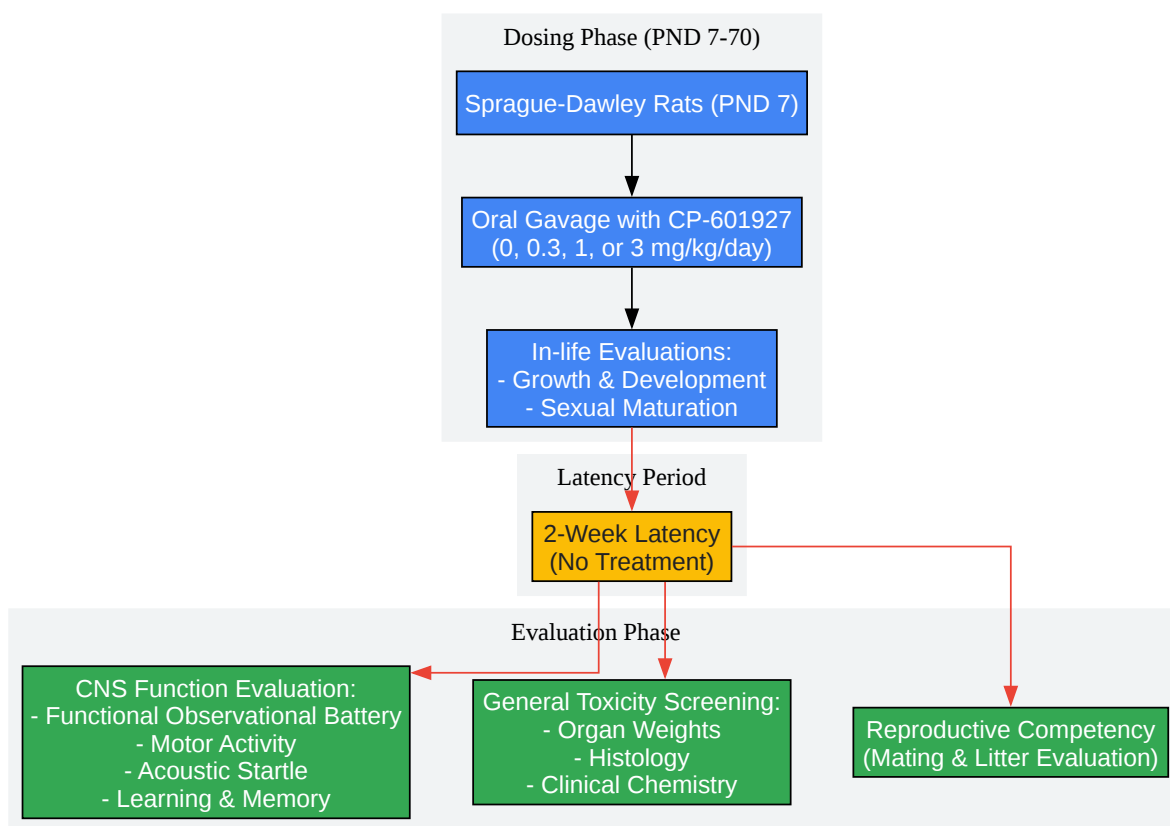 Dosing Phase (PND 7-70)
Sprague-Dawley Rats (PND 7)
Oral Gavage with CP-601927
(0, 0.3, 1, or 3 mg/kg/day)
In-life Evaluations:
- Growth & Development
- Sexual Maturation
Latency Period
2-Week Latency
(No Treatment)
Evaluation Phase
CNS Function Evaluation:
- Functional Observational Battery
- Motor Activity
- Acoustic Startle
- Learning & Memory
General Toxicity Screening:
- Organ Weights
- Histology
- Clinical Chemistry
Reproductive Competency
(Mating & Litter Evaluation)